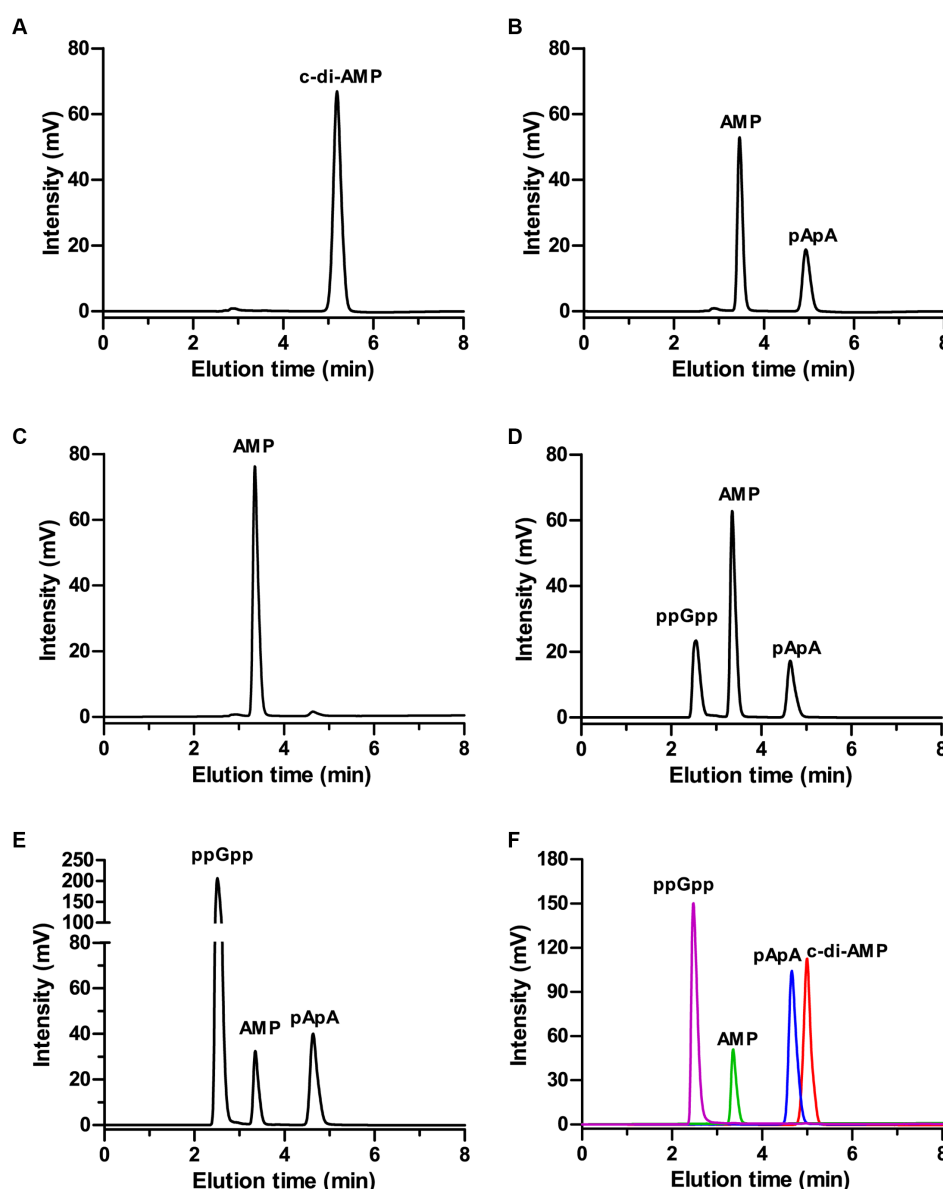 A
80
60
40
20
0
Intensity (mV)
c-di-AMP
0 2 4 6 8
Elution time (min)
B
80
60
40
20
0
Intensity (mV)
AMP
pApA
0 2 4 6 8
Elution time (min)
C
80
60
40
20
0
Intensity (mV)
AMP
0 2 4 6 8
Elution time (min)
D
80
60
40
20
0
Intensity (mV)
ppGpp
AMP
pApA
0 2 4 6 8
Elution time (min)
E
250
200
150
100
80
60
40
20
0
Intensity (mV)
ppGpp
AMP
pApA
0 2 4 6 8
Elution time (min)
F
180
150
120
90
60
30
0
Intensity (mV)
ppGpp
AMP
pApA
c-di-AMP
0 2 4 6 8
Elution time (min)